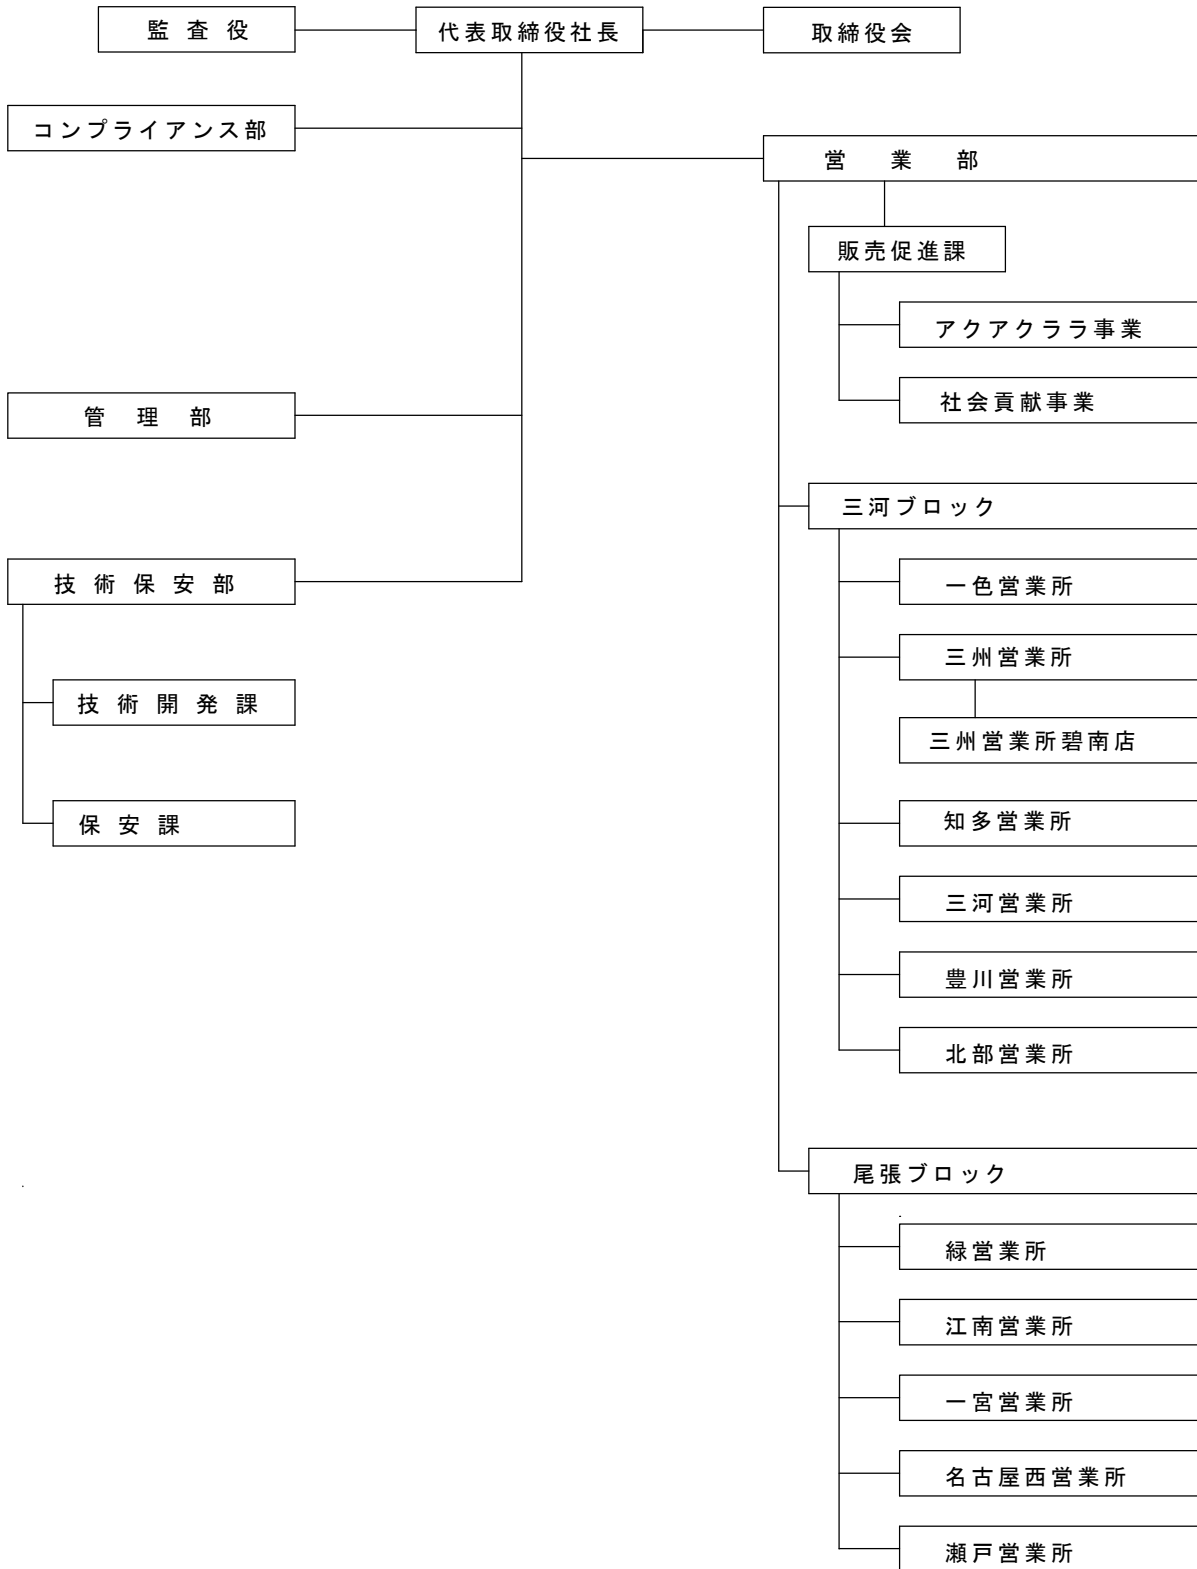 監査役
代表取締役社長
取締役会
コンプライアンス部
営業部
販売促進課
アクアクララ事業
社会貢献事業
管理部
三河ブロック
技術保安部
一色営業所
三州営業所
技術開発課
三州営業所碧南店
保安課
知多営業所
三河営業所
豊川営業所
北部営業所
尾張ブロック
緑営業所
江南営業所
一宮営業所
名古屋西営業所
瀬戸営業所